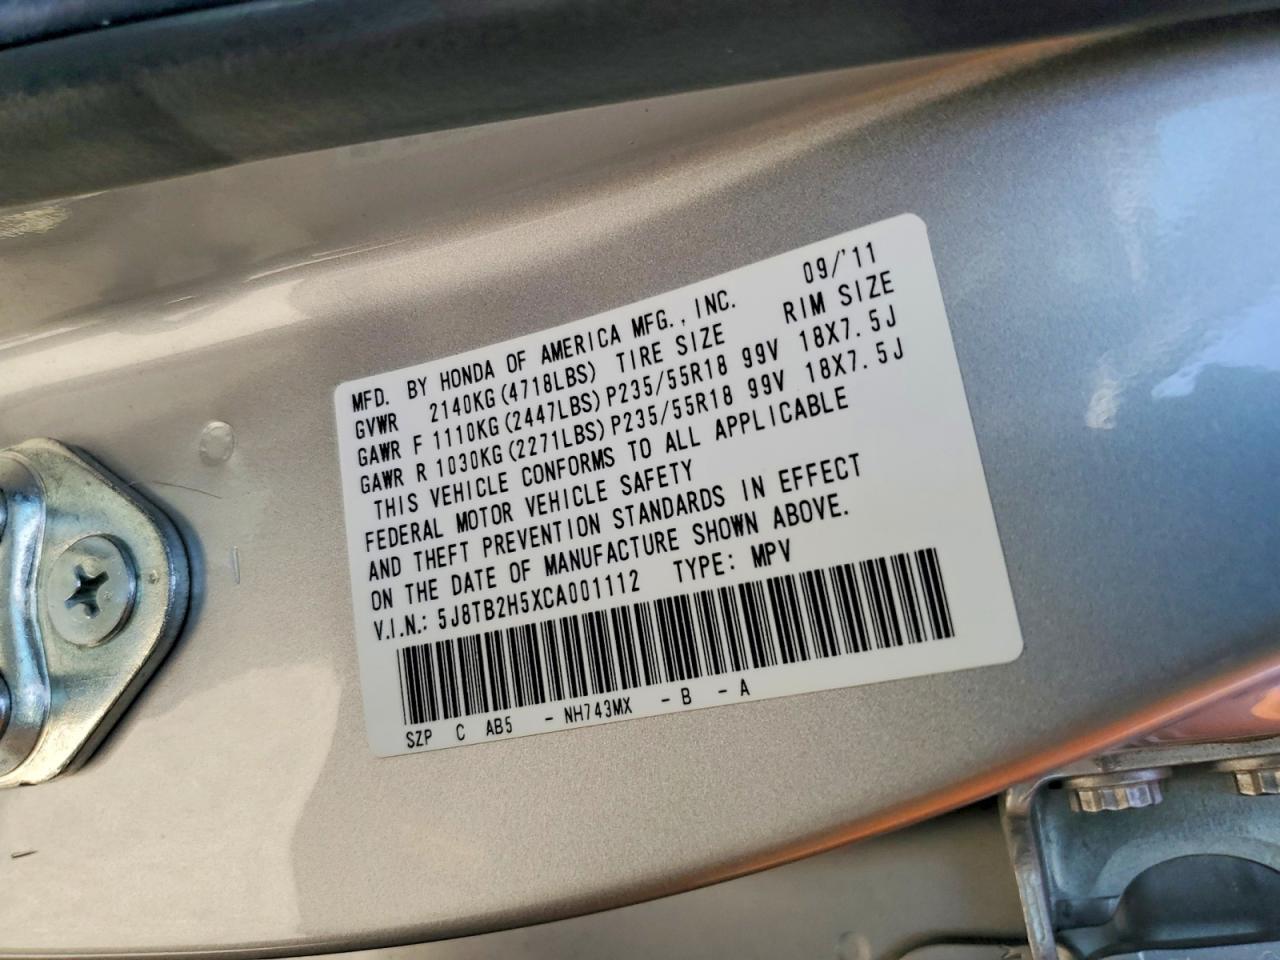 MFD. BY HONDA OF AMERICA MFG., INC. 09/'11
GVWR 2140KG(4718LBS) TIRE SIZE RIM SIZE
GAWR F 1110KG(2447LBS) P235/55R18 99V 18X7.5J
GAWR R 1030KG(2271LBS) P235/55R18 99V 18X7.5J
THIS VEHICLE CONFORMS TO ALL APPLICABLE
FEDERAL MOTOR VEHICLE SAFETY
AND THEFT PREVENTION STANDARDS IN EFFECT
ON THE DATE OF MANUFACTURE SHOWN ABOVE.
V.I.N.: 5J8TB2H5XCA001112 TYPE: MPV
SZP C AB5 - NH743MX - B - A